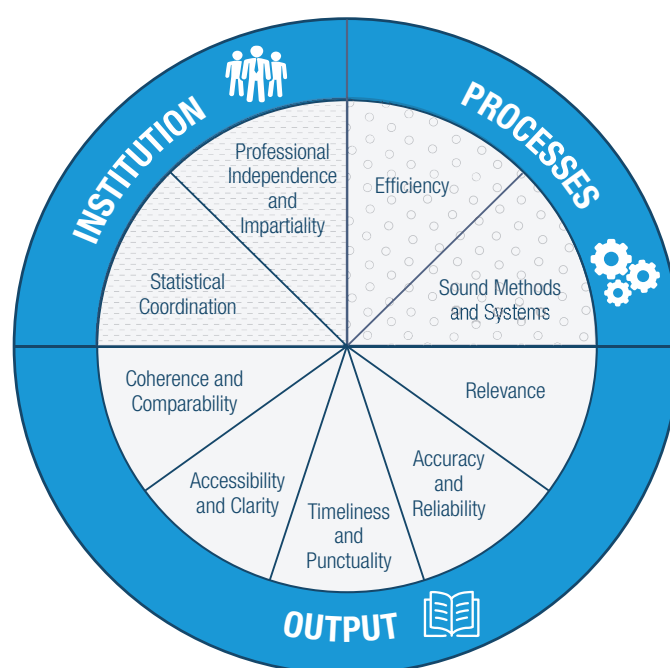 INSTITUTION
PROCESSES
Professional
Independence
and
Impartiality
Efficiency
Statistical
Coordination
Sound Methods
and Systems
Coherence and
Comparability
Relevance
Accessibility
and Clarity
Timeliness
and
Punctuality
Accuracy
and
Reliability
OUTPUT